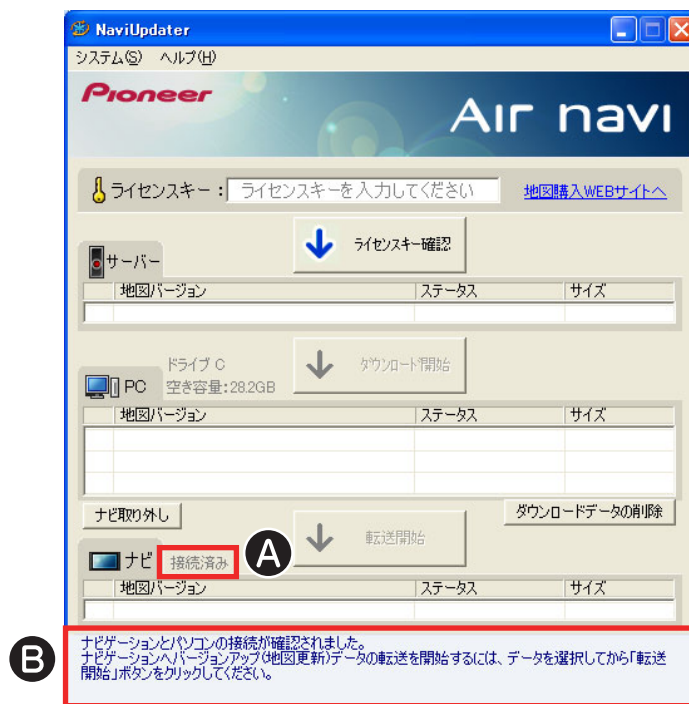 NaviUpdater
システム(S) ヘルプ(H)
Pioneer
AIr navI
ライセンスキー： ライセンスキーを入力してください 地図購入WEBサイトへ
ライセンスキー確認
サーバー
地図バージョン ステータス サイズ
ドライブ C
ダウンロード開始
PC 空き容量:28.2GB
地図バージョン ステータス サイズ
ナビ取り外し ダウンロードデータの削除
転送開始
ナビ 接続済み A
地図バージョン ステータス サイズ
B
ナビゲーションとパソコンの接続が確認されました。
ナビゲーションへバージョンアップ(地図更新)データの転送を開始するには、データを選択してから「転送
開始」ボタンをクリックしてください。